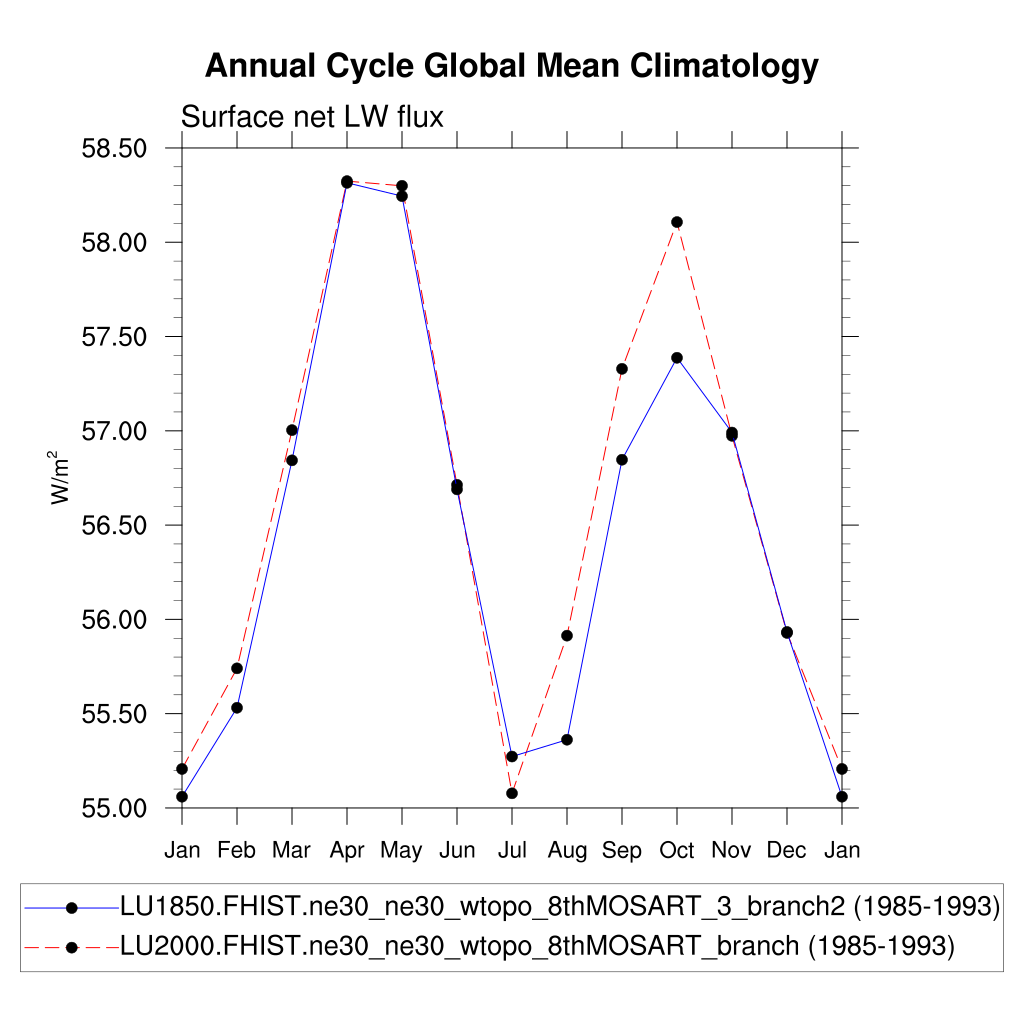 Annual Cycle Global Mean Climatology
Surface net LW flux
58.50
58.00
57.50
57.00
56.50
56.00
55.50
55.00
W/m²
Jan Feb Mar Apr May Jun Jul Aug Sep Oct Nov Dec Jan
LU1850.FHIST.ne30_ne30_wtopo_8thMOSART_3_branch2 (1985-1993)
LU2000.FHIST.ne30_ne30_wtopo_8thMOSART_branch (1985-1993)